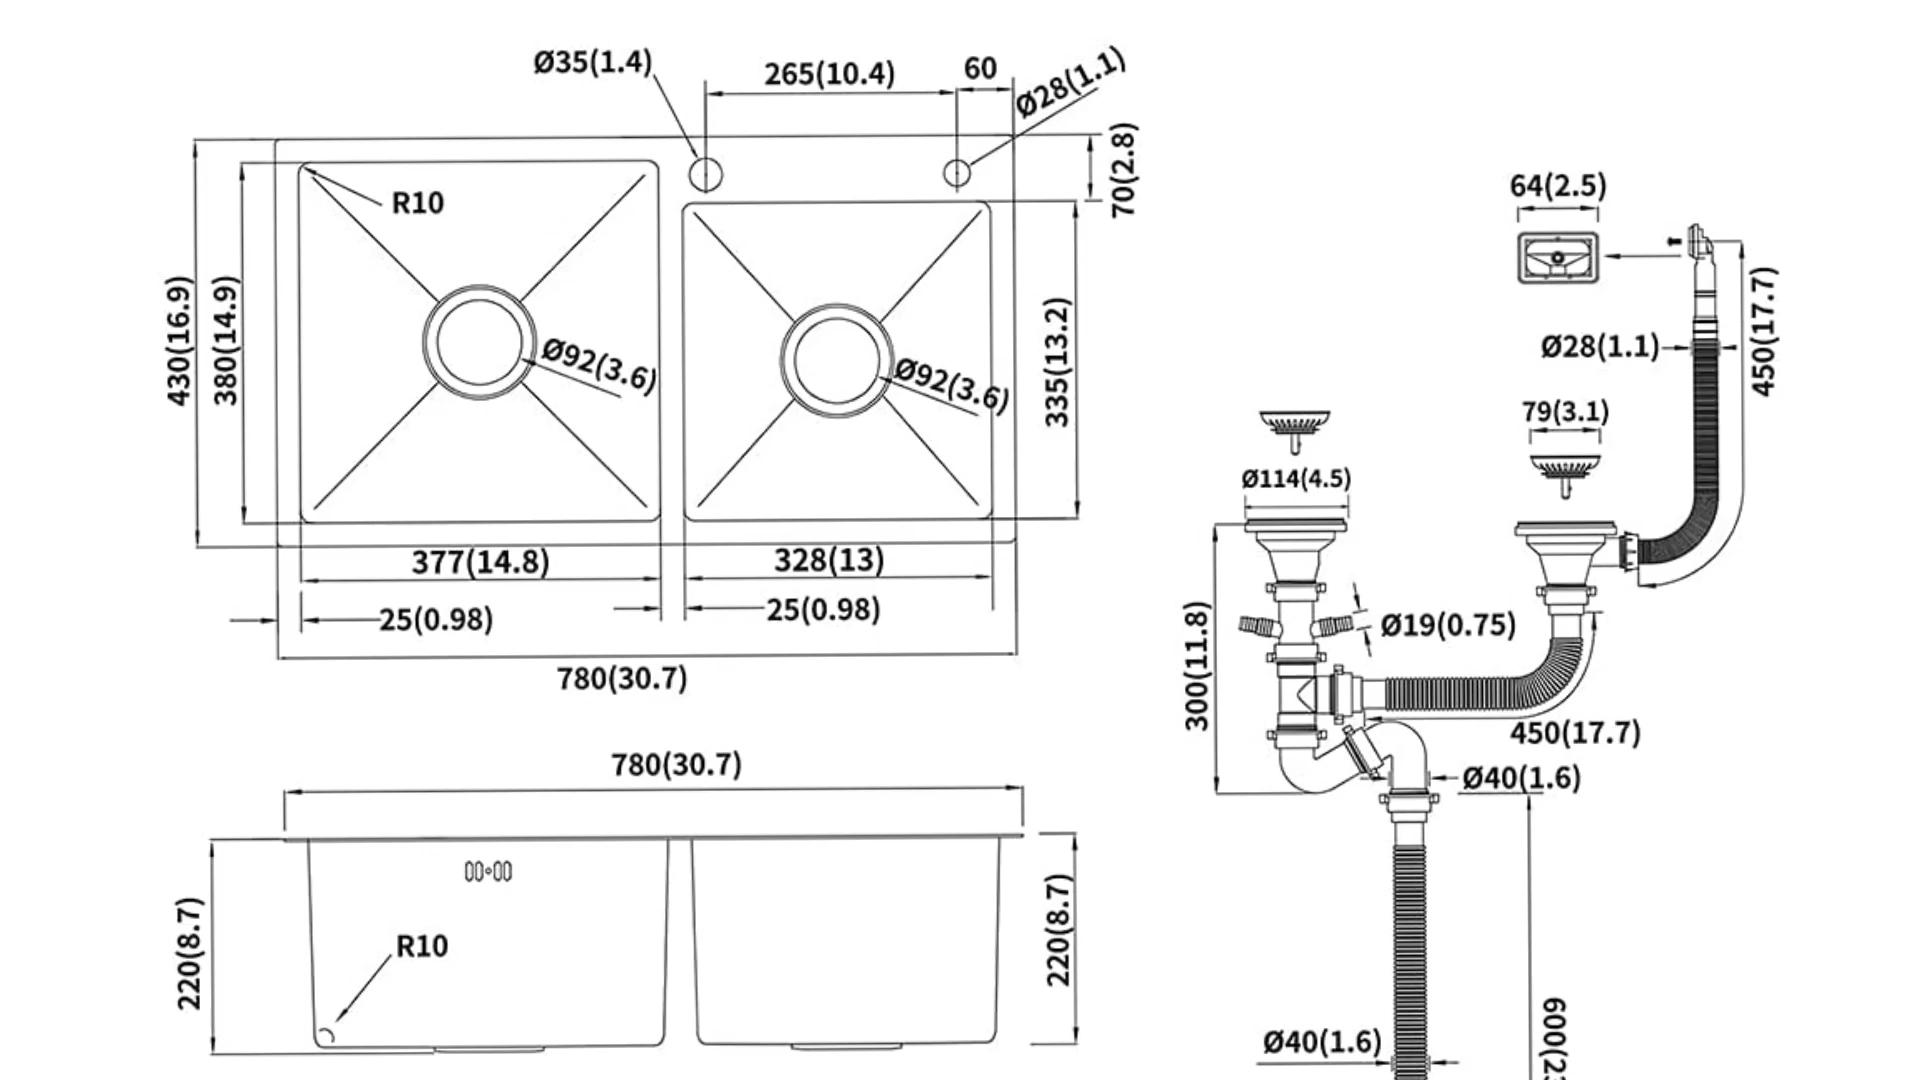 Ø35(1.4)
265(10.4)
60
Ø28(1.1)
70(2.8)
R10
430(16.9)
380(14.9)
Ø92(3.6)
Ø92(3.6)
335(13.2)
377(14.8)
328(13)
25(0.98)
25(0.98)
780(30.7)
780(30.7)
220(8.7)
R10
220(8.7)
64(2.5)
450(17.7)
Ø28(1.1)
79(3.1)
Ø114(4.5)
300(11.8)
Ø19(0.75)
450(17.7)
Ø40(1.6)
Ø40(1.6)
600(2